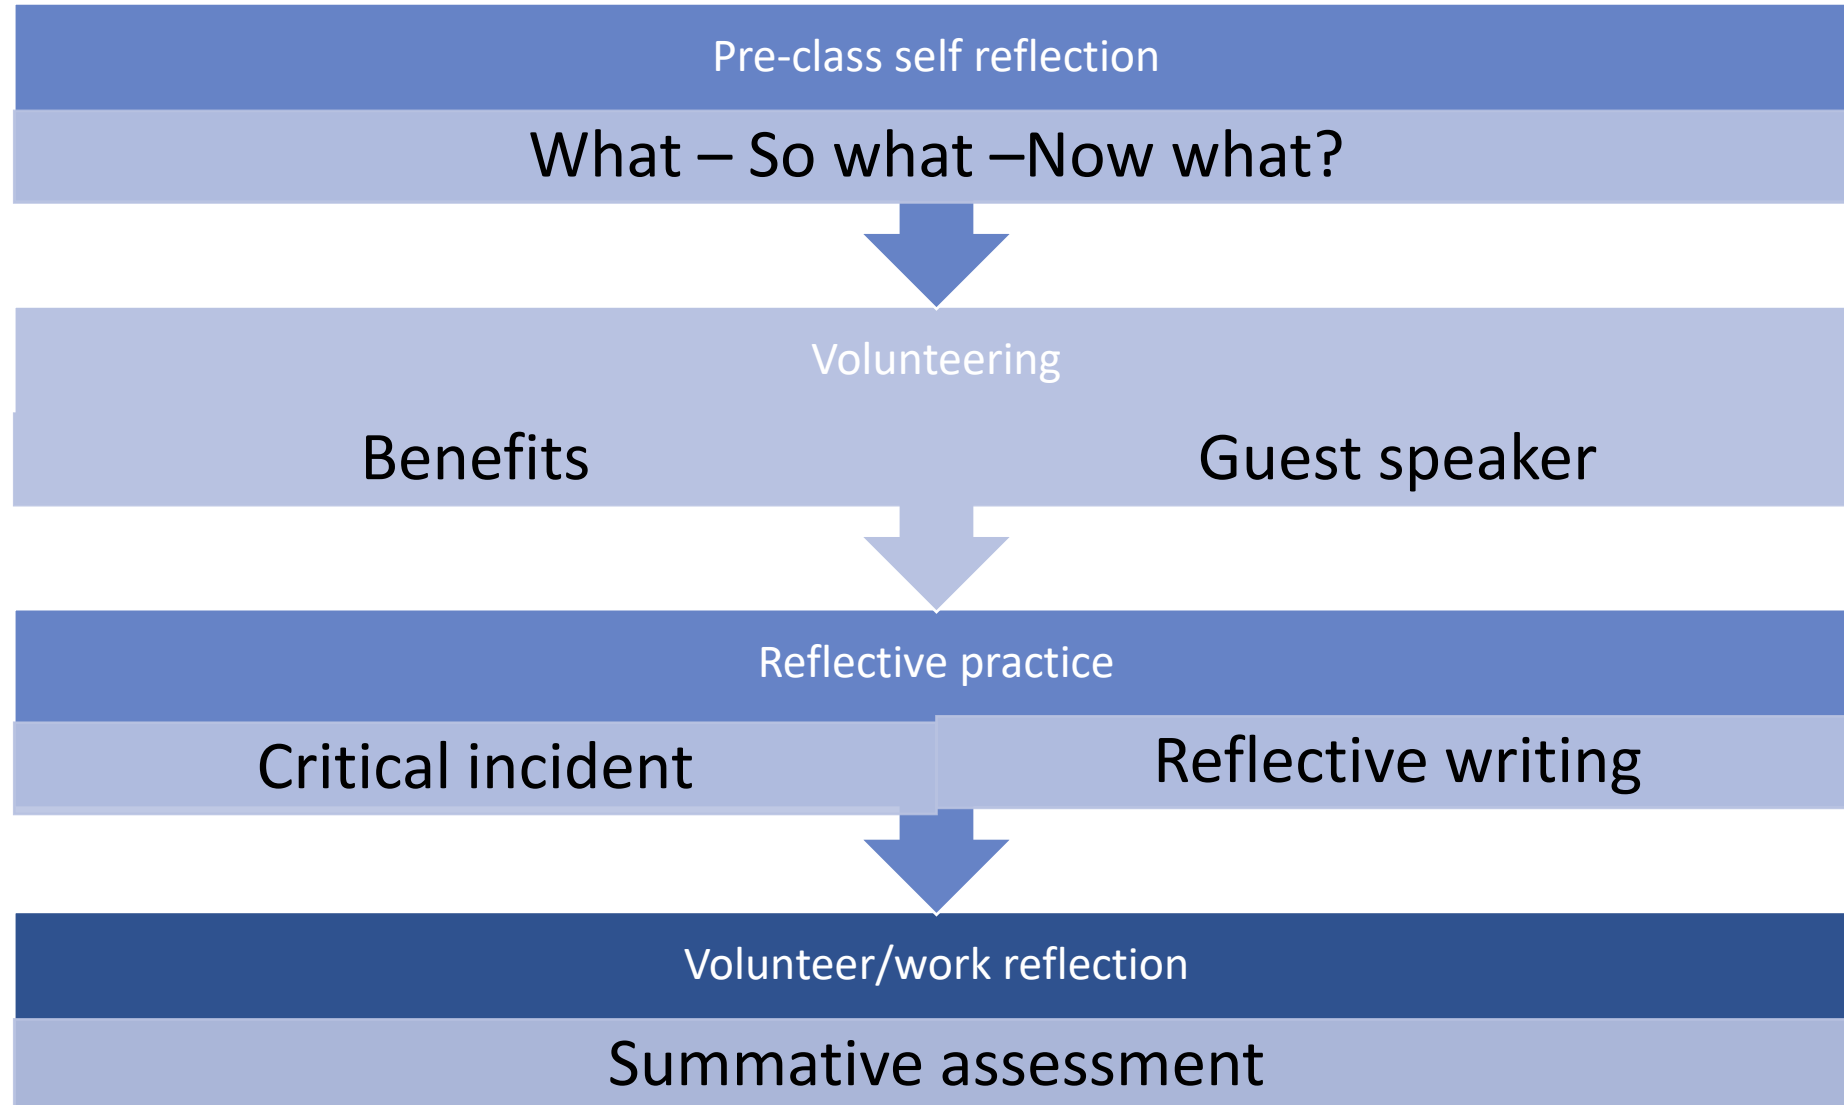 Pre-class self reflection
What – So what –Now what?
Volunteering
Benefits
Guest speaker
Reflective practice
Critical incident
Reflective writing
Volunteer/work reflection
Summative assessment